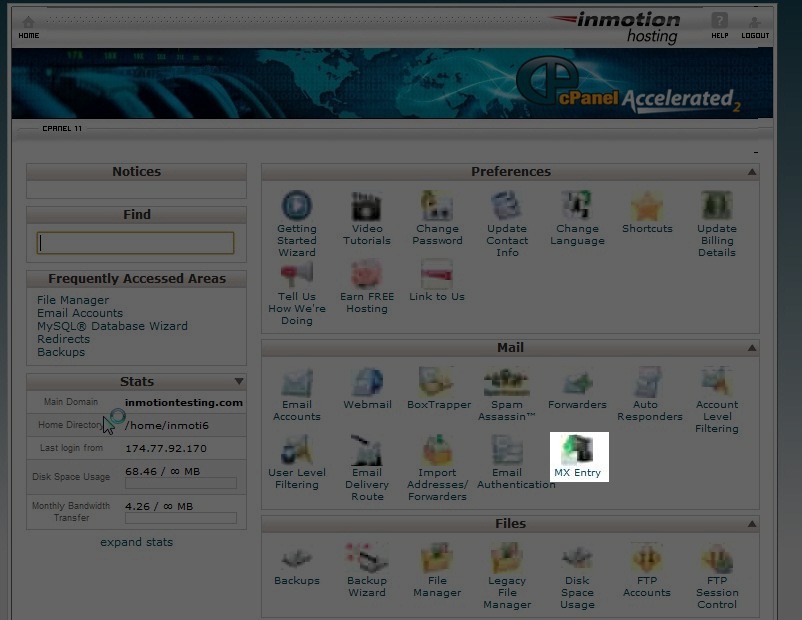 HOME
inmotion
hosting
HELP
LOGOUT
cPanel Accelerated2
CPANEL 11
Notices
Find
Frequently Accessed Areas
File Manager
Email Accounts
MySQL® Database Wizard
Redirects
Backups
Stats
Main Domain inmotiontesting.com
Home Directory /home/inmoti6
Last login from 174.77.92.170
Disk Space Usage 68.46 / ∞ MB
Monthly Bandwidth
Transfer
4.26 / ∞ MB
expand stats
Preferences
Getting
Started
Wizard
Video
Tutorials
Change
Password
Update
Contact
Info
Change
Language
Shortcuts
Update
Billing
Details
Tell Us
How We're
Doing
Earn FREE
Hosting
Link to Us
Mail
Email
Accounts
Webmail
BoxTrapper
Spam
Assassin™
Forwarders
Auto
Responders
Account
Level
Filtering
User Level
Filtering
Email
Delivery
Route
Import
Addresses/
Forwarders
Email
Authentication
MX Entry
Files
Backups
Backup
Wizard
File
Manager
Legacy
File
Manager
Disk
Space
Usage
FTP
Accounts
FTP
Session
Control